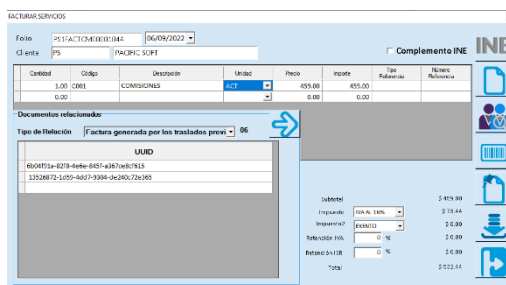 FACTURAR SERVICIOS
Folio PS1FACTCME0001044 06/09/2022
Cliente PS PACIFIC SOFT
Complemento INE
INE
Cantidad Código Descripción Unidad Precio Importe Tipo Referencia Número Referencia
1.00 C001 COMISIONES ACT 459.00 459.00
0.00 0.00 0.00
Documentos relacionados
Tipo de Relación Factura generada por los traslados previ 06
UUID
6b04f91a-82f8-4e6e-845f-a367ce8cf615
13526872-1d59-4dd7-9304-de240c72e365
Subtotal $ 459.00
Impuesto IVA AL 16% $ 73.44
Impuesto2 EXENTO $ 0.00
Retención IVA 0 % $ 0.00
Retención ISR 0 % $ 0.00
Total $ 532.44